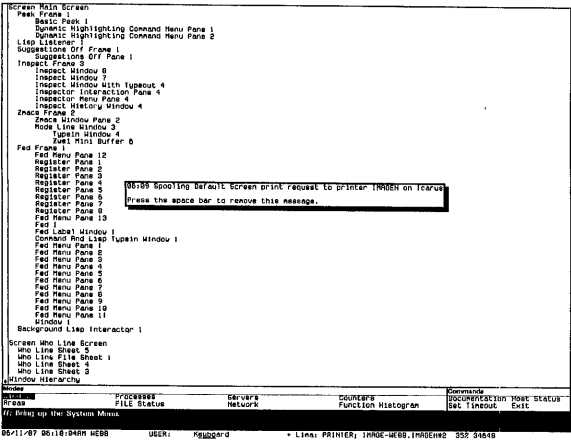 Screen Main Screen
Peek Frame 1
Basic Peek 1
Dynamic Highlighting Command Menu Pane 1
Dynamic Highlighting Command Menu Pane 2
Lisp Listener 1
Suggestions Off Frame 1
Suggestions Off Pane 1
Inspect Frame 3
Inspect Window 8
Inspect Window 7
Inspect Window With Typeout 4
Inspector Interaction Pane 4
Inspector Menu Pane 4
Inspect History Window 4
Zmacs Frame 2
Zmacs Window Pane 2
Mode Line Window 3
Typein Window 4
Zwei Mini Buffer 6
Fed Frame 1
Fed Menu Pane 12
Register Pane 1
Register Pane 2
Register Pane 3
Register Pane 4
Register Pane 5
Register Pane 6
Register Pane 7
Register Pane 8
Fed Menu Pane 13
Fed 1
Fed Label Window 1
Command And Lisp Typein Window 1
Fed Menu Pane 1
Fed Menu Pane 2
Fed Menu Pane 3
Fed Menu Pane 4
Fed Menu Pane 5
Fed Menu Pane 6
Fed Menu Pane 7
Fed Menu Pane 8
Fed Menu Pane 9
Fed Menu Pane 10
Fed Menu Pane 11
Window 1
Background Lisp Interactor 1
06:09 Spooling Default Screen print request to printer IMAGEN on Icarus
Press the space bar to remove this message.
Screen Who Line Screen
Who Line Sheet 5
Who Line File Sheet 1
Who Line Sheet 4
Who Line Sheet 3
Window Hierarchy
Modes Commands
Processes Servers Counters Documentation Host Status
Areas FILE Status Network Function Histogram Set Timeout Exit
Bring up the System Menu.
06/11/87 06:10:04AM WEBB USER: Keyboard + Lima: PRINTER; IMAGE-WEBB.IMAGEN#2 352 34648